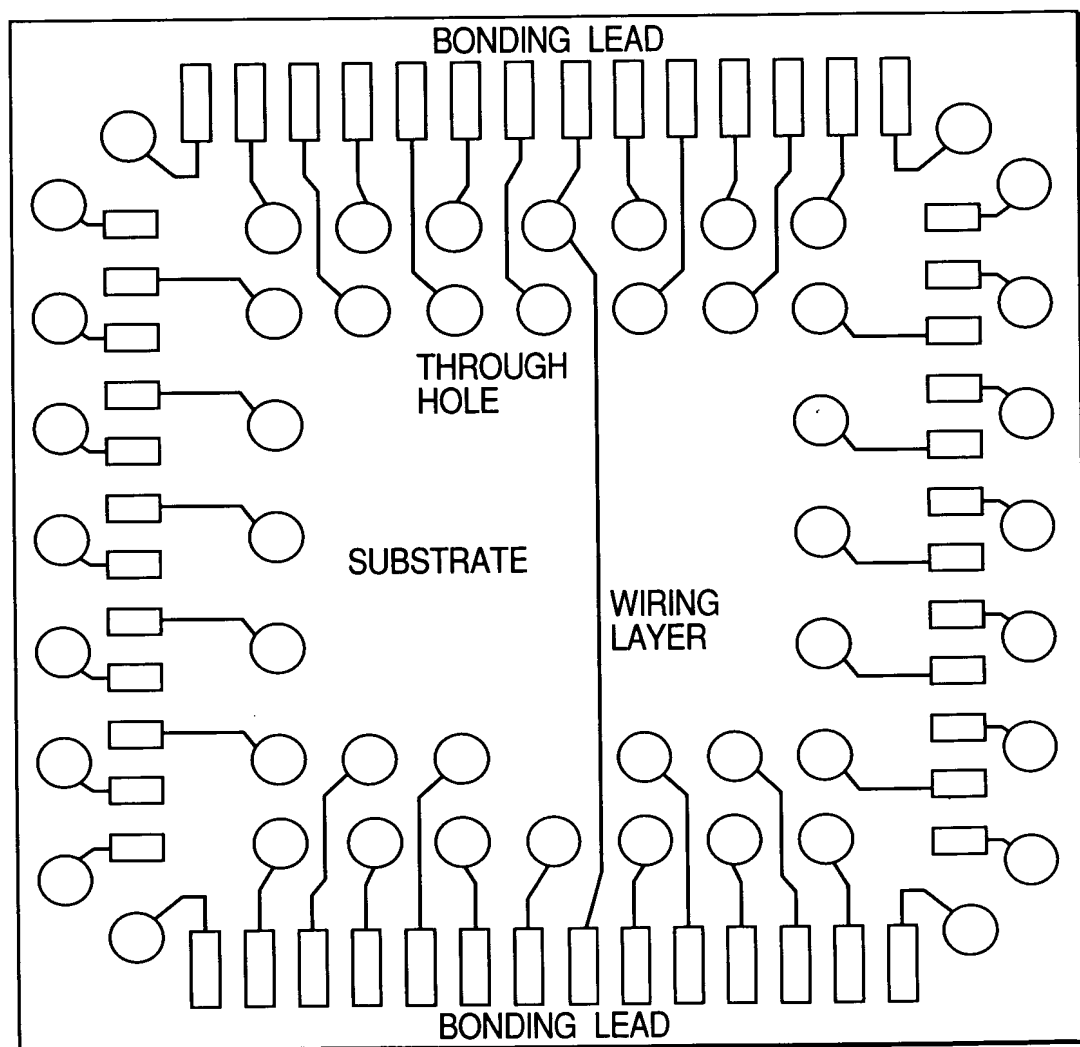 BONDING LEAD
THROUGH
HOLE
SUBSTRATE
WIRING
LAYER
BONDING LEAD